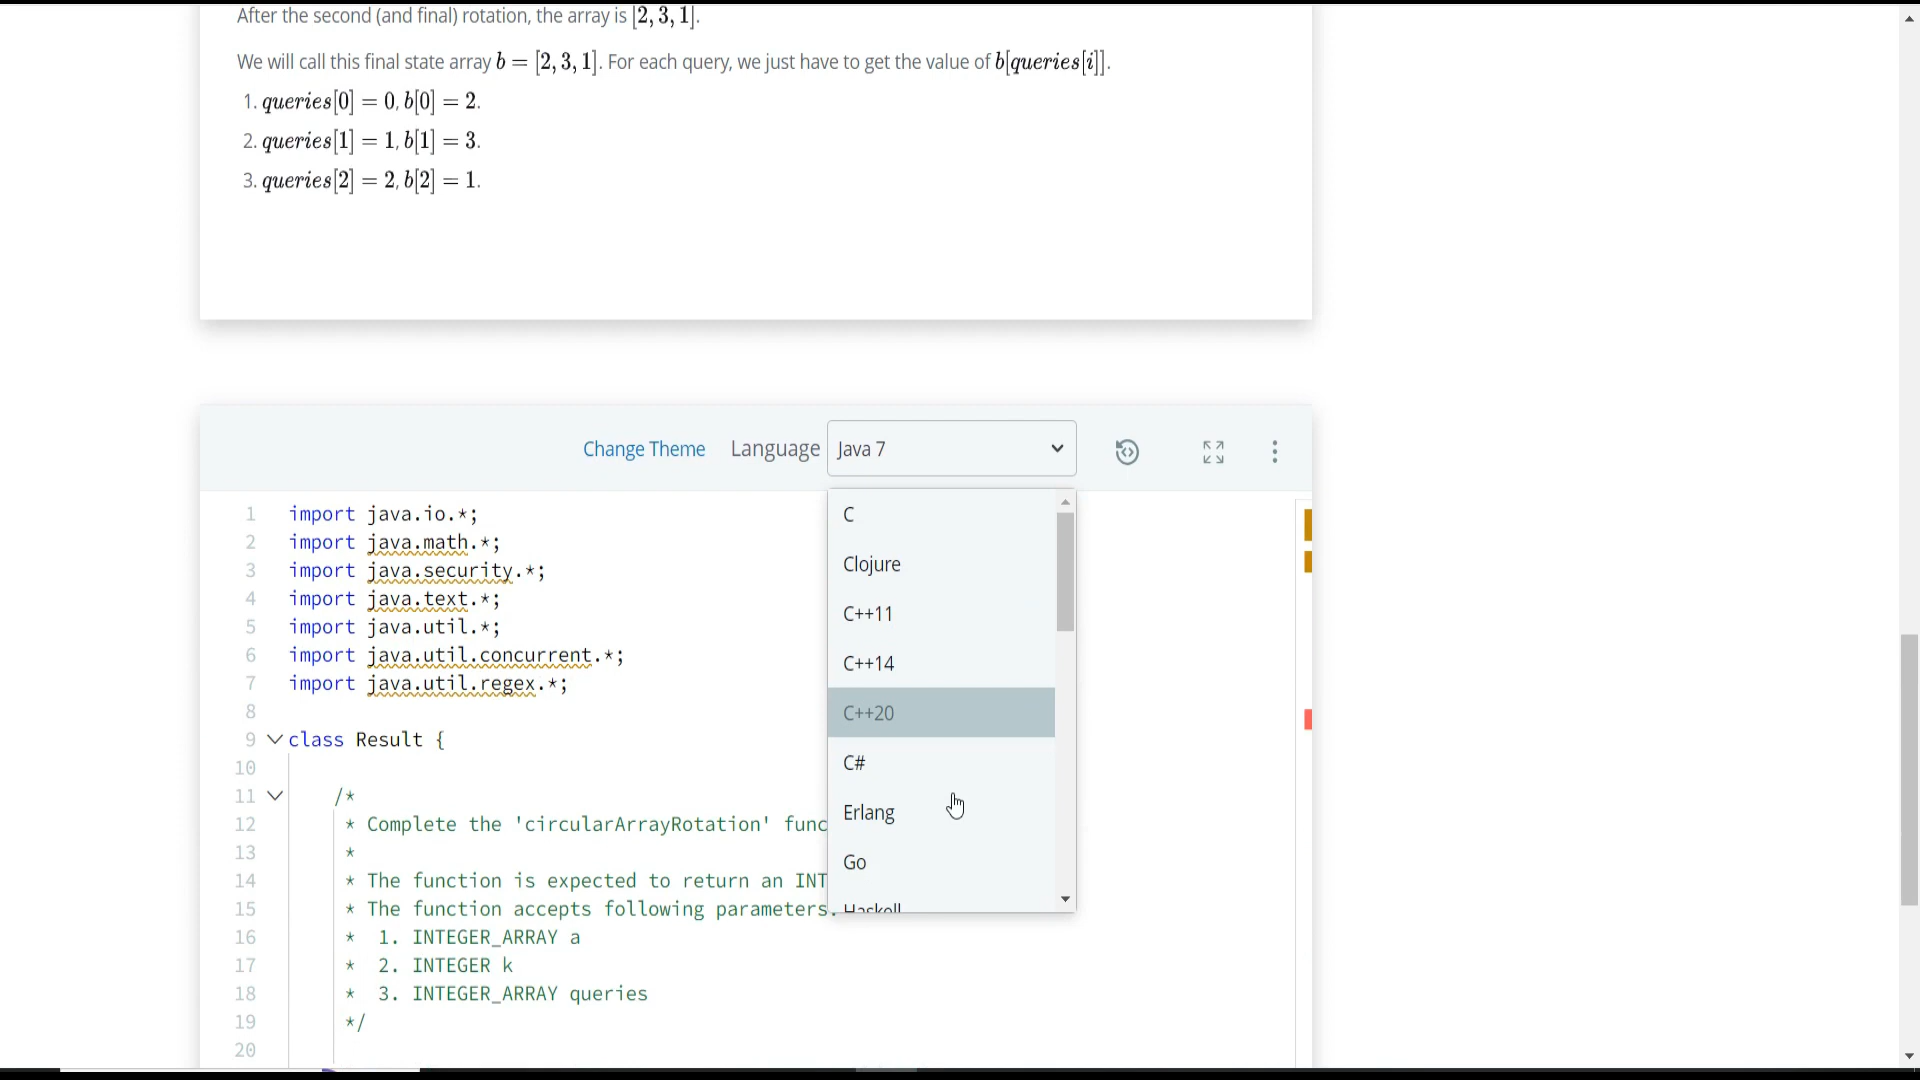 After the second (and final) rotation, the array is [2, 3, 1].
We will call this final state array b = [2, 3, 1]. For each query, we just have to get the value of b[queries[i]].
1. queries[0] = 0, b[0] = 2.
2. queries[1] = 1, b[1] = 3.
3. queries[2] = 2, b[2] = 1.
Change Theme Language Java 7
C
Clojure
C++11
C++14
C++20
C#
Erlang
Go
Haskell
1 import java.io.*;
2 import java.math.*;
3 import java.security.*;
4 import java.text.*;
5 import java.util.*;
6 import java.util.concurrent.*;
7 import java.util.regex.*;
8
9 class Result {
10
11 /*
12 * Complete the 'circularArrayRotation' func
13 *
14 * The function is expected to return an INT
15 * The function accepts following parameters:
16 * 1. INTEGER_ARRAY a
17 * 2. INTEGER k
18 * 3. INTEGER_ARRAY queries
19 */
20